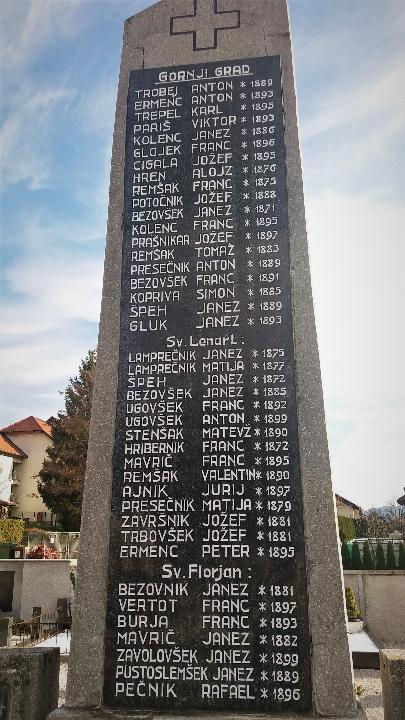 GORNJI GRAD
TROBEJ ANTON * 1889
ERMENC ANTON * 1893
TREPEL KARL * 1895
PARIŠ VIKTOR * 1893
KOLENC JANEZ * 1886
GLOJEK FRANC * 1896
CIGALA JOŽEF * 1895
HREN ALOJZ * 1876
REMŠAK FRANC * 1875
POTOČNIK JOŽEF * 1888
BEZOVŠEK JANEZ * 1871
KOLENC FRANC * 1895
PRAŠNIKAR JOŽEF * 1897
REMŠAK TOMAŽ * 1883
PRESEČNIK ANTON * 1889
BEZOVŠEK FRANC * 1891
KOPRIVA SIMON * 1885
ŠPEH JANEZ * 1889
GLUK JANEZ * 1893
Sv. Lenart:
LAMPREČNIK JANEZ * 1875
LAMPREČNIK MATIJA * 1877
ŠPEH JANEZ * 1872
BEZOVŠEK JANEZ * 1885
UGOVŠEK FRANC * 1892
UGOVŠEK ANTON * 1899
STENŠAK MATEVŽ * 1890
HRIBERNIK FRANC * 1872
MAVRIČ FRANC * 1895
REMŠAK VALENTIN * 1890
AJNIK JURIJ * 1897
PRESEČNIK MATIJA * 1879
ZAVRŠNIK JOŽEF * 1881
TRBOVŠEK JOŽEF * 1881
ERMENC PETER * 1895
Sv. Florjan:
BEZOVNIK JANEZ * 1881
VERTOT FRANC * 1897
BURJA FRANC * 1893
MAVRIČ JANEZ * 1882
ZAVOLOVŠEK JANEZ * 1899
PUSTOSLEMŠEK JANEZ * 1889
PEČNIK RAFAEL * 1896